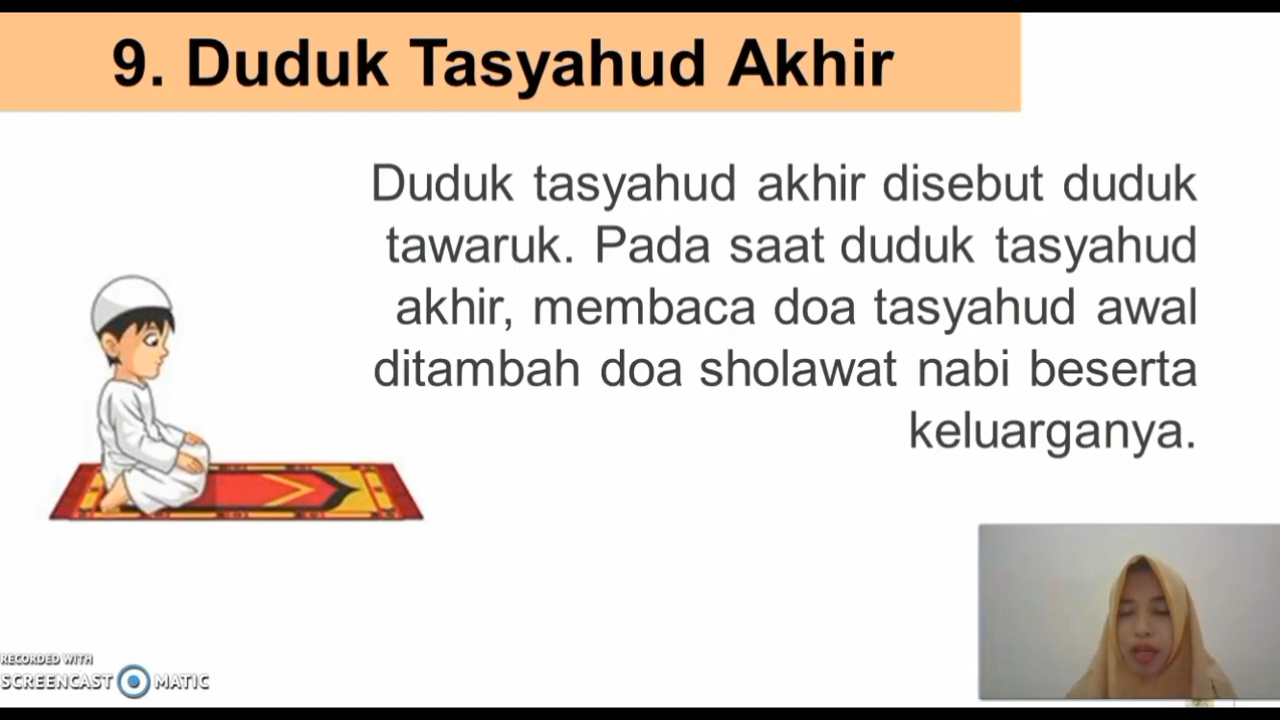 9. Duduk Tasyahud Akhir
Duduk tasyahud akhir disebut duduk
tawaruk. Pada saat duduk tasyahud
akhir, membaca doa tasyahud awal
ditambah doa sholawat nabi beserta
keluarganya.
RECORDED WITH
SCREENCAST MATIC